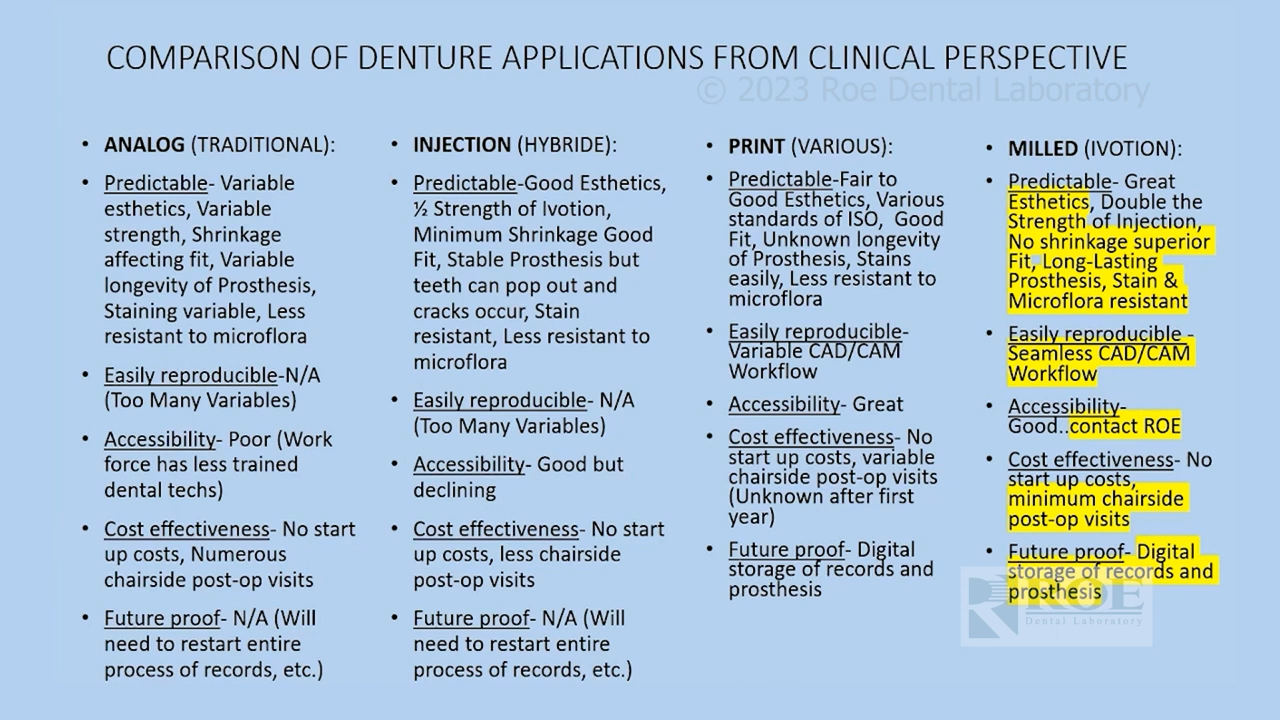 COMPARISON OF DENTURE APPLICATIONS FROM CLINICAL PERSPECTIVE
© 2023 Roe Dental Laboratory
• ANALOG (TRADITIONAL):
• Predictable- Variable
esthetics, Variable
strength, Shrinkage
affecting fit, Variable
longevity of Prosthesis,
Staining variable, Less
resistant to microflora
• Easily reproducible-N/A
(Too Many Variables)
• Accessibility- Poor (Work
force has less trained
dental techs)
• Cost effectiveness- No start
up costs, Numerous
chairside post-op visits
• Future proof- N/A (Will
need to restart entire
process of records, etc.)
• INJECTION (HYBRIDE):
• Predictable-Good Esthetics,
½ Strength of Ivotion,
Minimum Shrinkage Good
Fit, Stable Prosthesis but
teeth can pop out and
cracks occur, Stain
resistant, Less resistant to
microflora
• Easily reproducible- N/A
(Too Many Variables)
• Accessibility- Good but
declining
• Cost effectiveness- No start
up costs, less chairside
post-op visits
• Future proof- N/A (Will
need to restart entire
process of records, etc.)
• PRINT (VARIOUS):
• Predictable-Fair to
Good Esthetics, Various
standards of ISO, Good
Fit, Unknown longevity
of Prosthesis, Stains
easily, Less resistant to
microflora
• Easily reproducible-
Variable CAD/CAM
Workflow
• Accessibility- Great
• Cost effectiveness- No
start up costs, variable
chairside post-op visits
(Unknown after first
year)
• Future proof- Digital
storage of records and
prosthesis
• MILLED (IVOTION):
• Predictable- Great
Esthetics, Double the
Strength of Injection,
No shrinkage superior
Fit, Long-Lasting
Prosthesis, Stain &
Microflora resistant
• Easily reproducible -
Seamless CAD/CAM
Workflow
• Accessibility-
Good..contact ROE
• Cost effectiveness- No
start up costs,
minimum chairside
post-op visits
• Future proof- Digital
storage of records and
prosthesis
ROE
Dental Laboratory